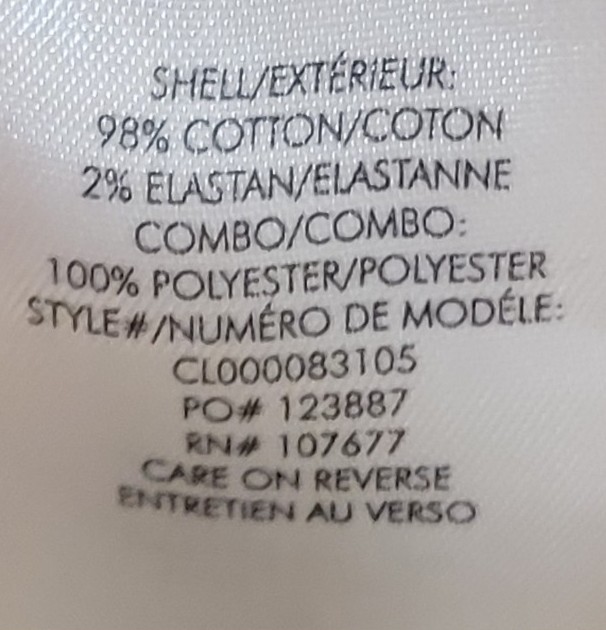 SHELL/EXTÉRIEUR:
98% COTTON/COTON
2% ELASTAN/ELASTANNE
COMBO/COMBO:
100% POLYESTER/POLYESTER
STYLE#/NUMÉRO DE MODÉLE:
CL000083105
PO# 123887
RN# 107677
CARE ON REVERSE
ENTRETIEN AU VERSO